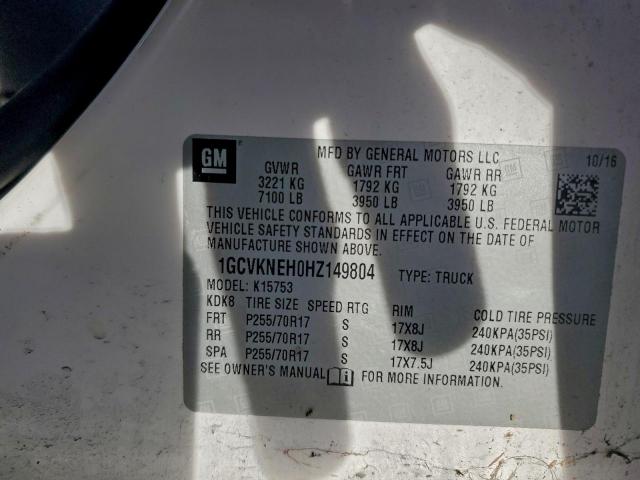 GM
MFD BY GENERAL MOTORS LLC 10/16
GVWR GAWR FRT GAWR RR
3221 KG 1792 KG 1792 KG
7100 LB 3950 LB 3950 LB
THIS VEHICLE CONFORMS TO ALL APPLICABLE U.S. FEDERAL MOTOR
VEHICLE SAFETY STANDARDS IN EFFECT ON THE DATE OF
MANUFACTURE SHOWN ABOVE.
1GCVKNEH0HZ149804 TYPE: TRUCK
MODEL: K15753
KDK8 TIRE SIZE SPEED RTG RIM COLD TIRE PRESSURE
FRT P255/70R17 S 17X8J 240KPA(35PSI)
RR P255/70R17 S 17X8J 240KPA(35PSI)
SPA P255/70R17 S 17X7.5J 240KPA(35PSI)
SEE OWNER'S MANUAL FOR MORE INFORMATION.